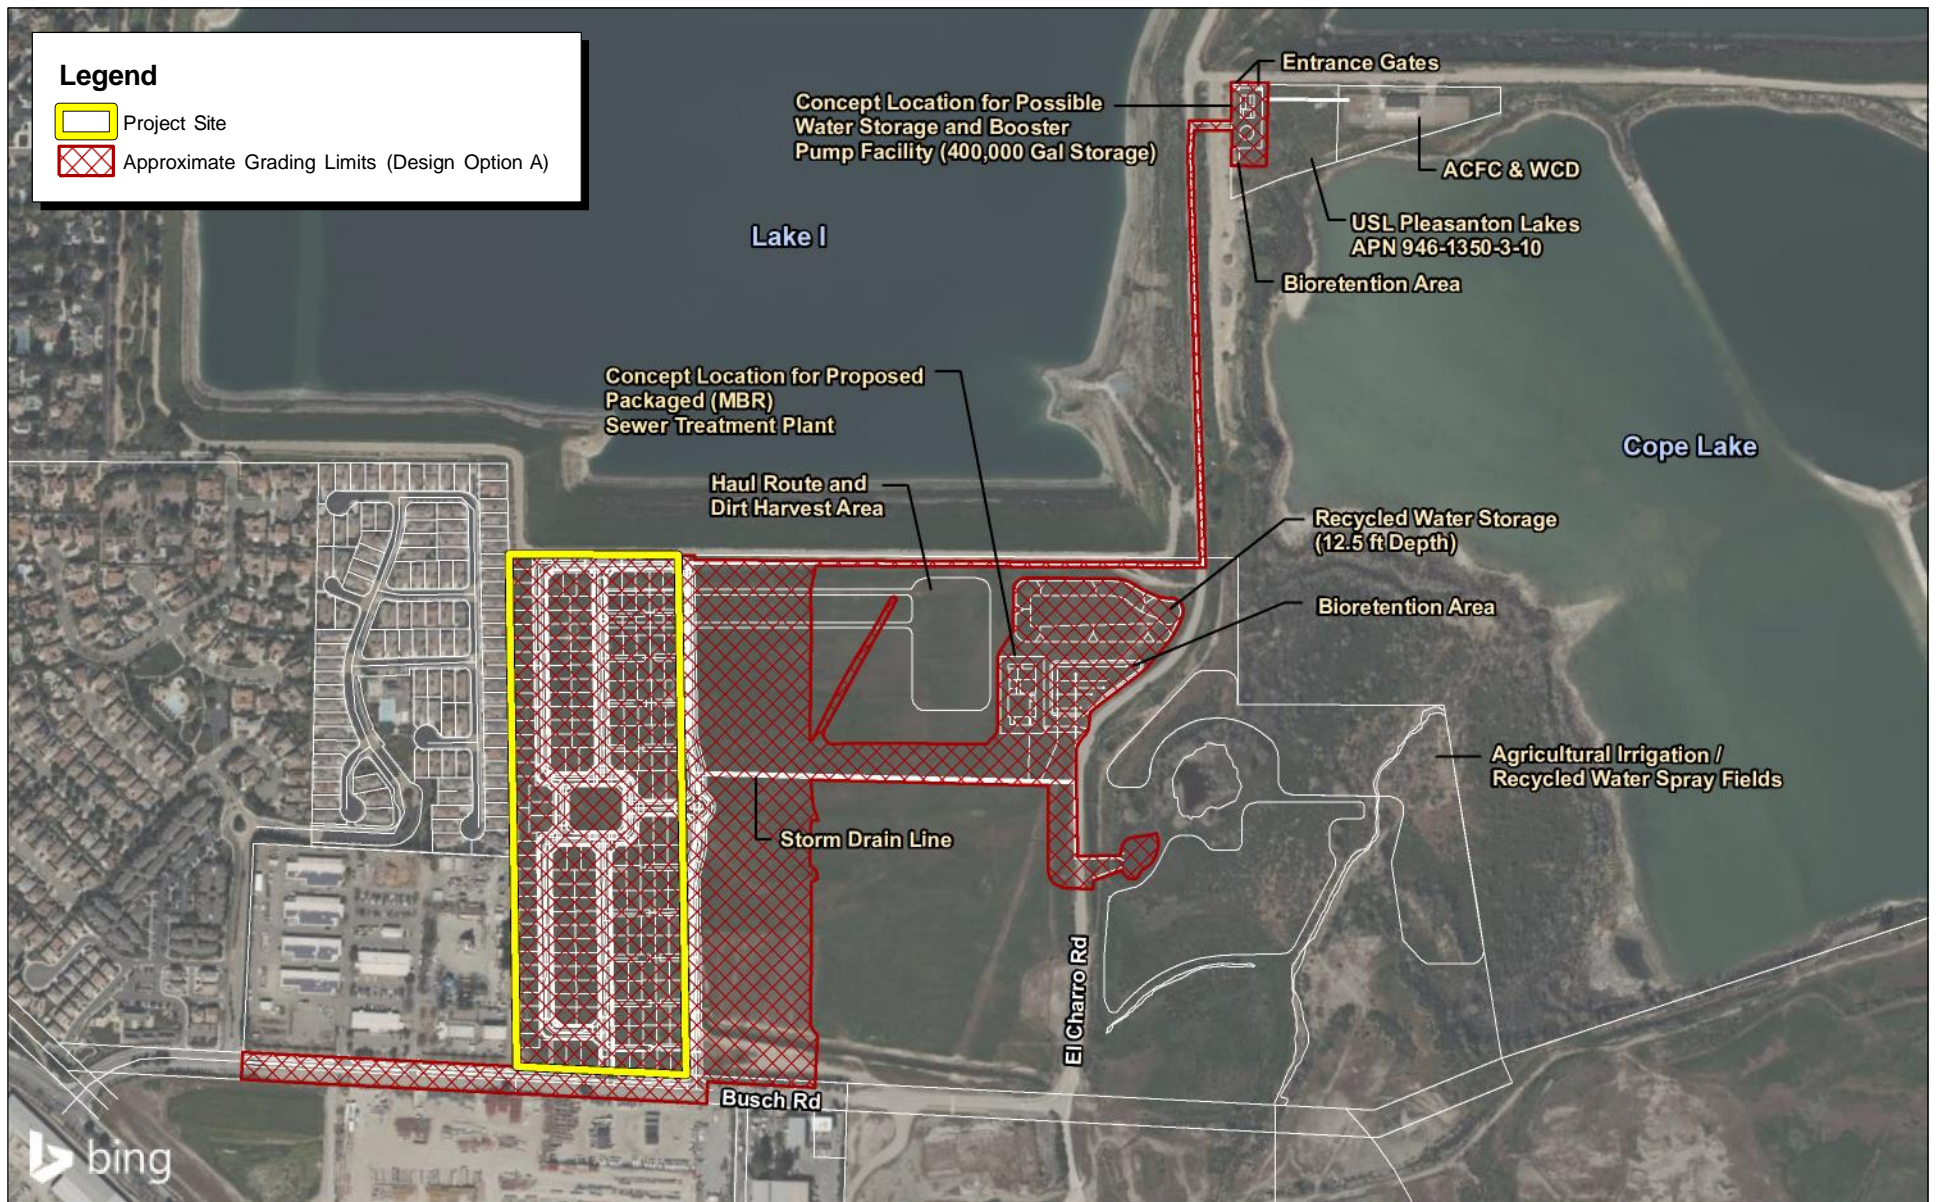 Legend
Project Site
Approximate Grading Limits (Design Option A)
Entrance Gates
Concept Location for Possible
Water Storage and Booster
Pump Facility (400,000 Gal Storage)
ACFC & WCD
USL Pleasanton Lakes
APN 946-1350-3-10
Lake I
Bioretention Area
Concept Location for Proposed
Packaged (MBR)
Sewer Treatment Plant
Cope Lake
Haul Route and
Dirt Harvest Area
Recycled Water Storage
(12.5 ft Depth)
Bioretention Area
Agricultural Irrigation /
Recycled Water Spray Fields
Storm Drain Line
El Charro Rd
Busch Rd
bing